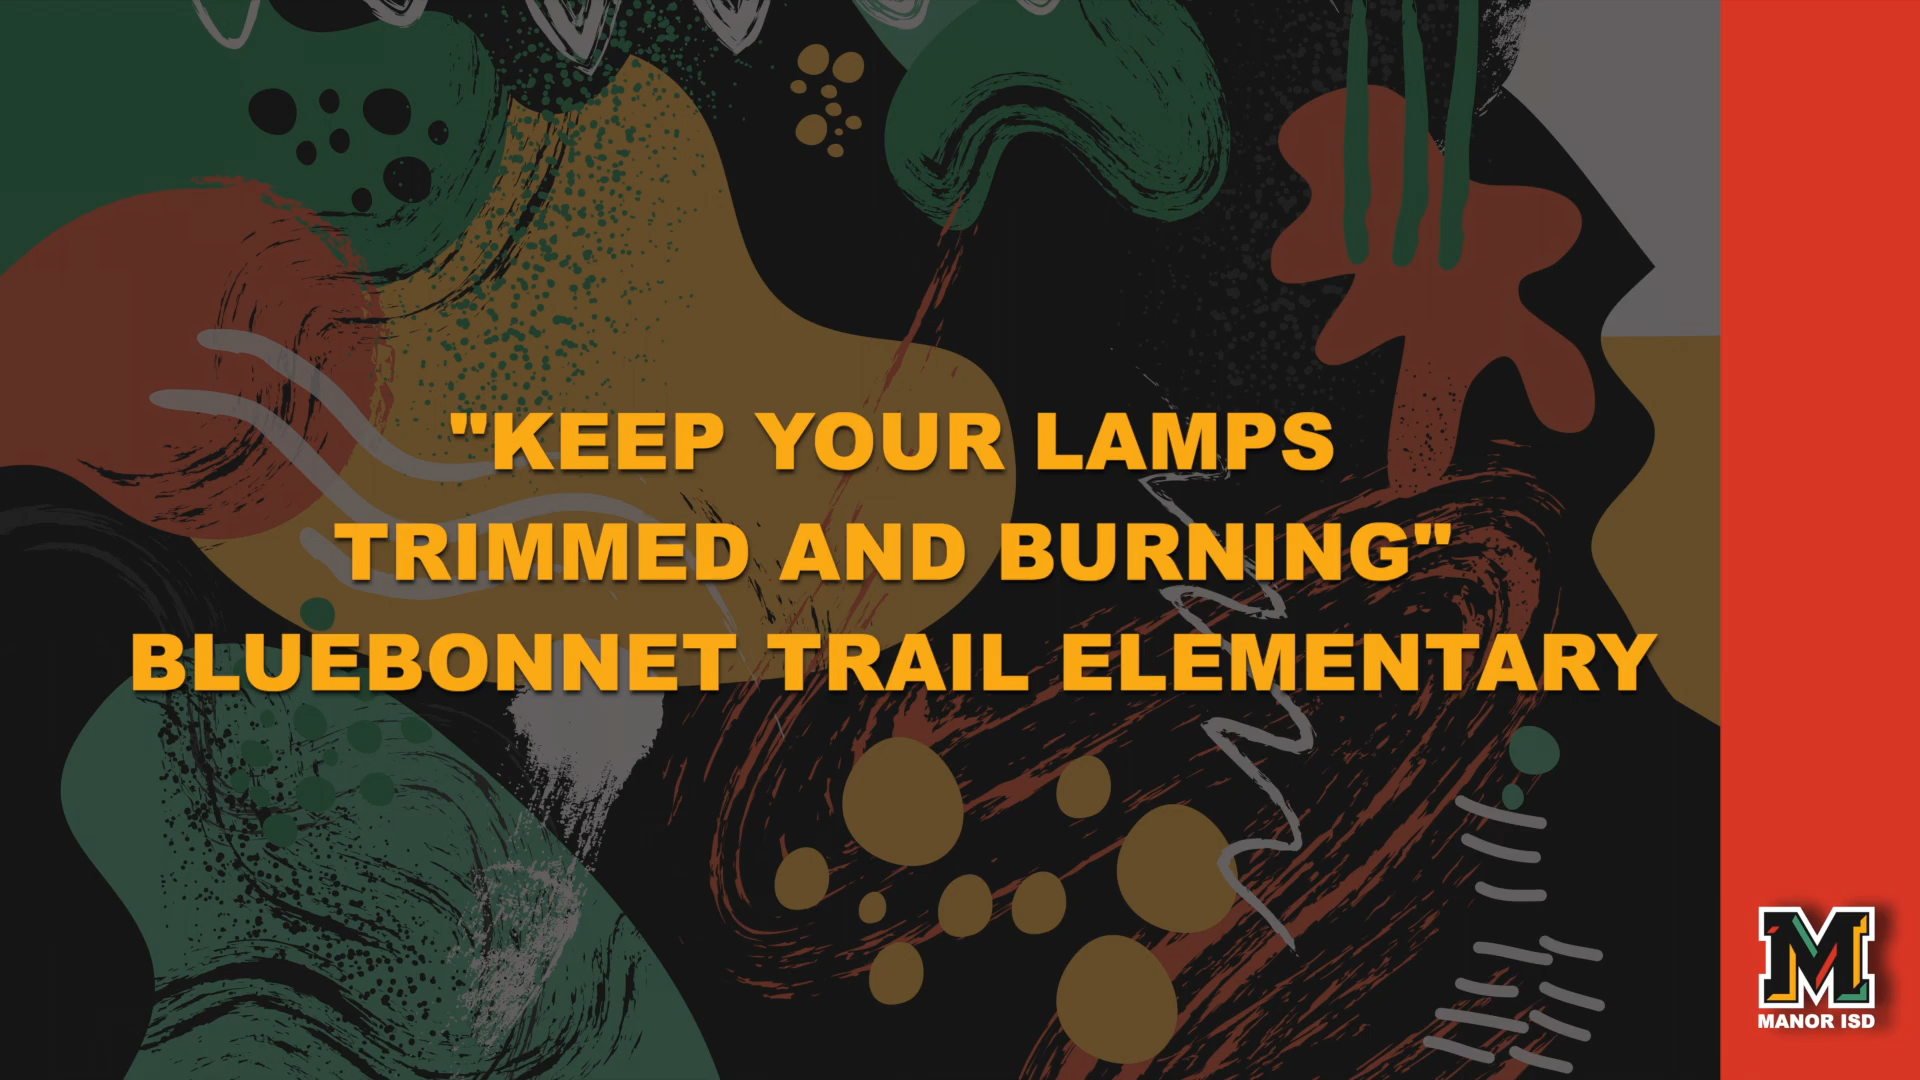 "KEEP YOUR LAMPS
TRIMMED AND BURNING"
BLUEBONNET TRAIL ELEMENTARY
M
MANOR ISD